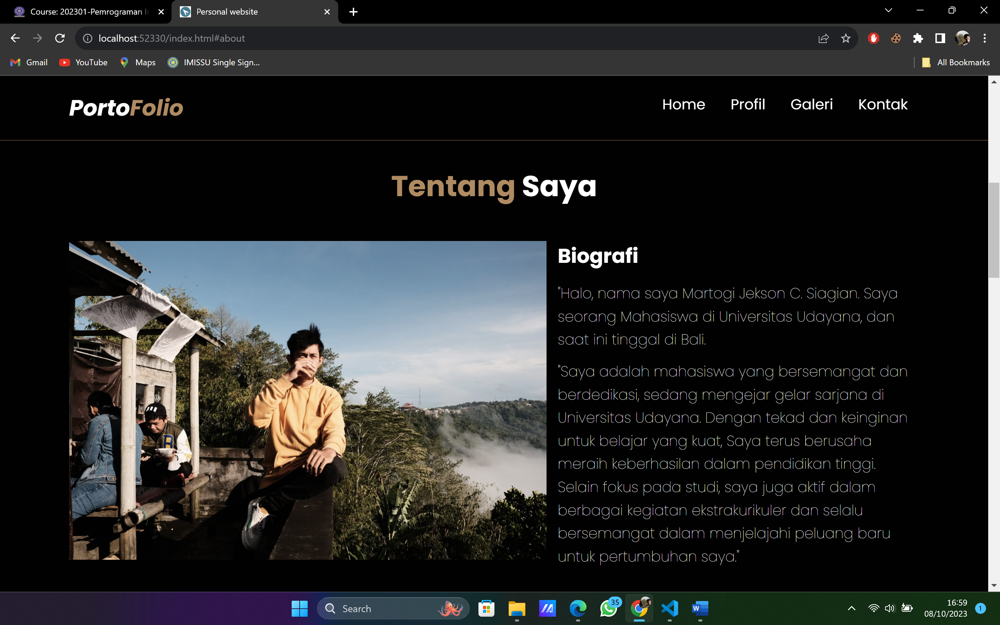 Course: 202301-Pemrograman
Personal website
localhost:52330/index.html#about
Gmail
YouTube
Maps
IMISSU Single Sign...
All Bookmarks
PortoFolio
Home
Profil
Galeri
Kontak
Tentang Saya
Biografi
"Halo, nama saya Martogi Jekson C. Siagian. Saya
seorang Mahasiswa di Universitas Udayana, dan
saat ini tinggal di Bali.
"Saya adalah mahasiswa yang bersemangat dan
berdedikasi, sedang mengejar gelar sarjana di
Universitas Udayana. Dengan tekad dan keinginan
untuk belajar yang kuat, Saya terus berusaha
meraih keberhasilan dalam pendidikan tinggi.
Selain fokus pada studi, saya juga aktif dalam
berbagai kegiatan ekstrakurikuler dan selalu
bersemangat dalam menjelajahi peluang baru
untuk pertumbuhan saya."
B
Search
35
W
16:59
08/10/2023
1